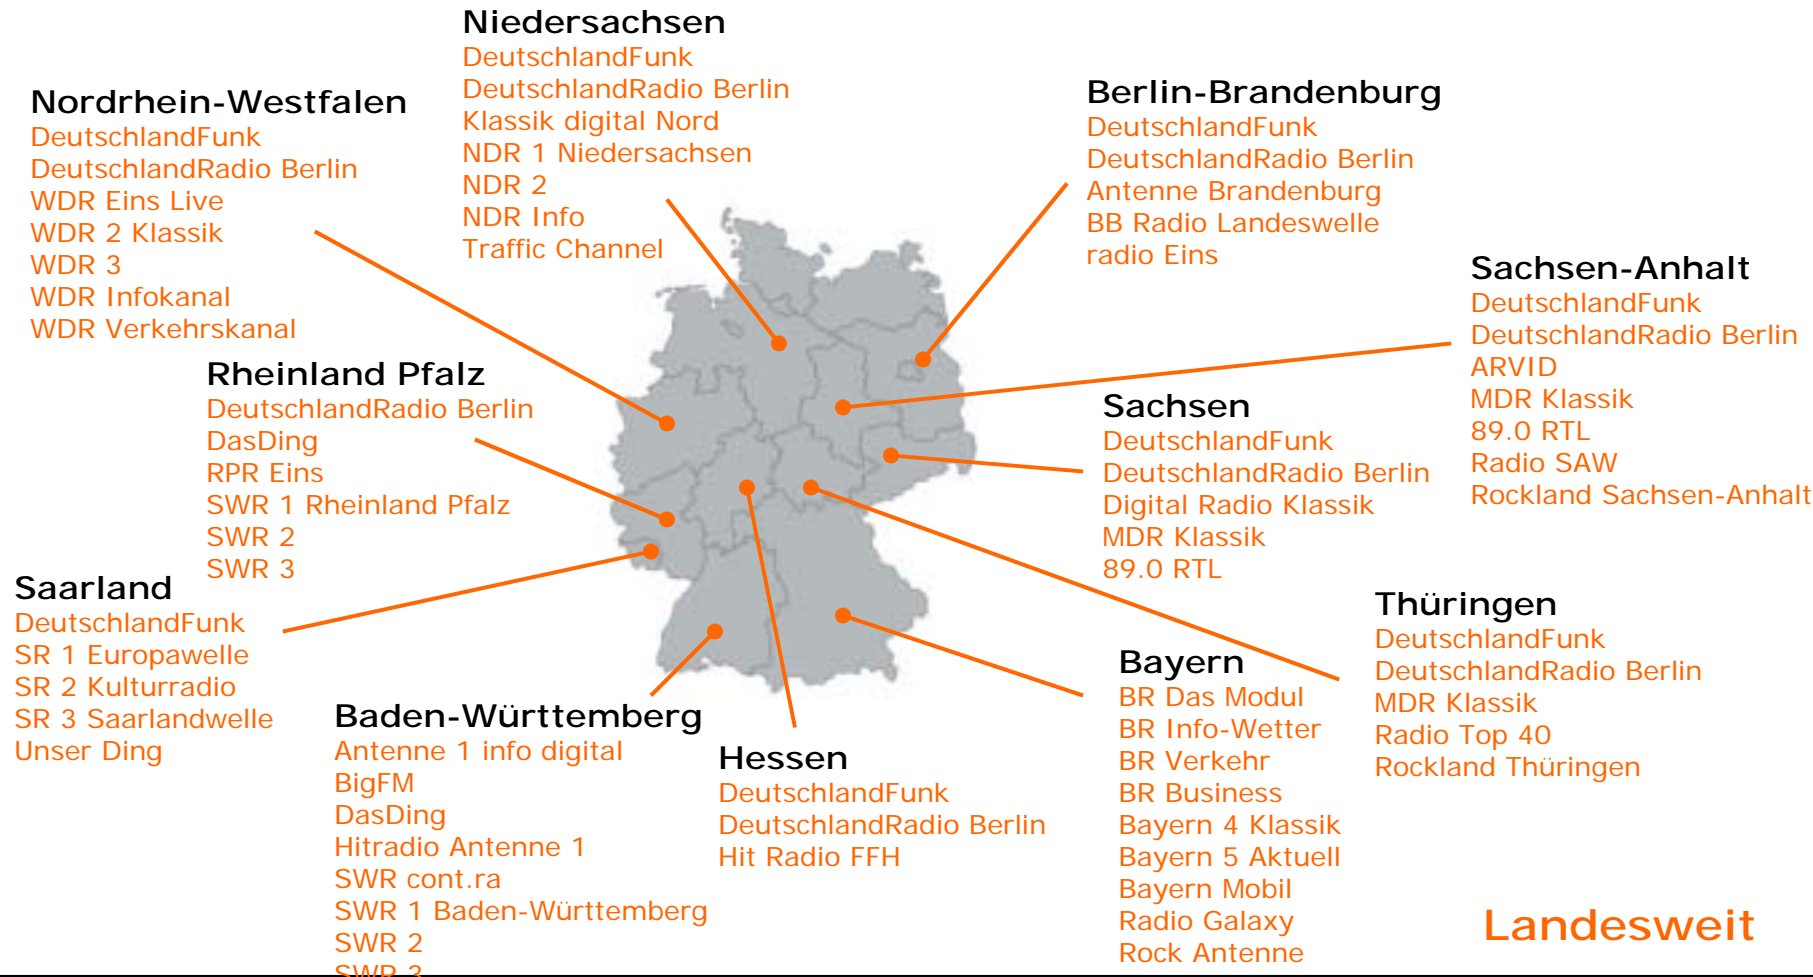 Niedersachsen
DeutschlandFunk
DeutschlandRadio Berlin
Klassik digital Nord
NDR 1 Niedersachsen
NDR 2
NDR Info
Traffic Channel
Nordrhein-Westfalen
DeutschlandFunk
DeutschlandRadio Berlin
WDR Eins Live
WDR 2 Klassik
WDR 3
WDR Infokanal
WDR Verkehrskanal
Berlin-Brandenburg
DeutschlandFunk
DeutschlandRadio Berlin
Antenne Brandenburg
BB Radio Landeswelle
radio Eins
Sachsen-Anhalt
DeutschlandFunk
DeutschlandRadio Berlin
ARVID
MDR Klassik
89.0 RTL
Radio SAW
Rockland Sachsen-Anhalt
Rheinland Pfalz
DeutschlandRadio Berlin
DasDing
RPR Eins
SWR 1 Rheinland Pfalz
SWR 2
SWR 3
Sachsen
DeutschlandFunk
DeutschlandRadio Berlin
Digital Radio Klassik
MDR Klassik
89.0 RTL
Saarland
DeutschlandFunk
SR 1 Europawelle
SR 2 Kulturradio
SR 3 Saarlandwelle
Unser Ding
Thüringen
DeutschlandFunk
DeutschlandRadio Berlin
MDR Klassik
Radio Top 40
Rockland Thüringen
Baden-Württemberg
Antenne 1 info digital
BigFM
DasDing
Hitradio Antenne 1
SWR cont.ra
SWR 1 Baden-Württemberg
SWR 2
SWR 3
Hessen
DeutschlandFunk
DeutschlandRadio Berlin
Hit Radio FFH
Bayern
BR Das Modul
BR Info-Wetter
BR Verkehr
BR Business
Bayern 4 Klassik
Bayern 5 Aktuell
Bayern Mobil
Radio Galaxy
Rock Antenne
Landesweit